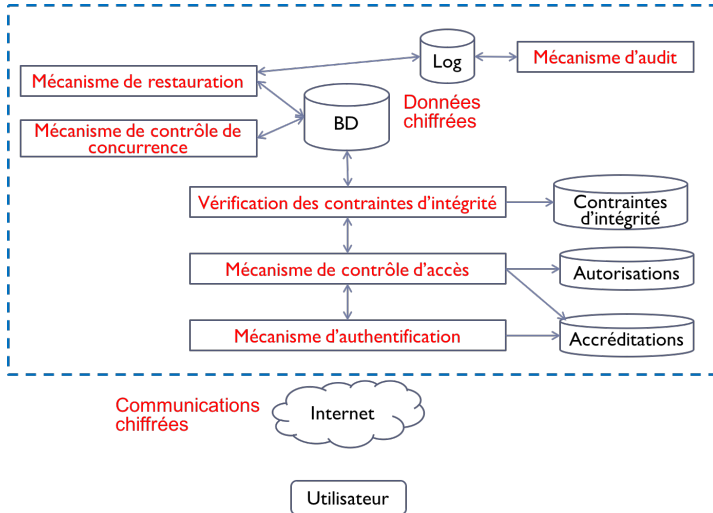 Log
Mécanisme d'audit
Mécanisme de restauration
Données
chiffrées
BD
Mécanisme de contrôle de
concurrence
Vérification des contraintes d'intégrité
Contraintes
d'intégrité
Mécanisme de contrôle d'accès
Autorisations
Mécanisme d'authentification
Accréditations
Communications
chiffrées
Internet
Utilisateur